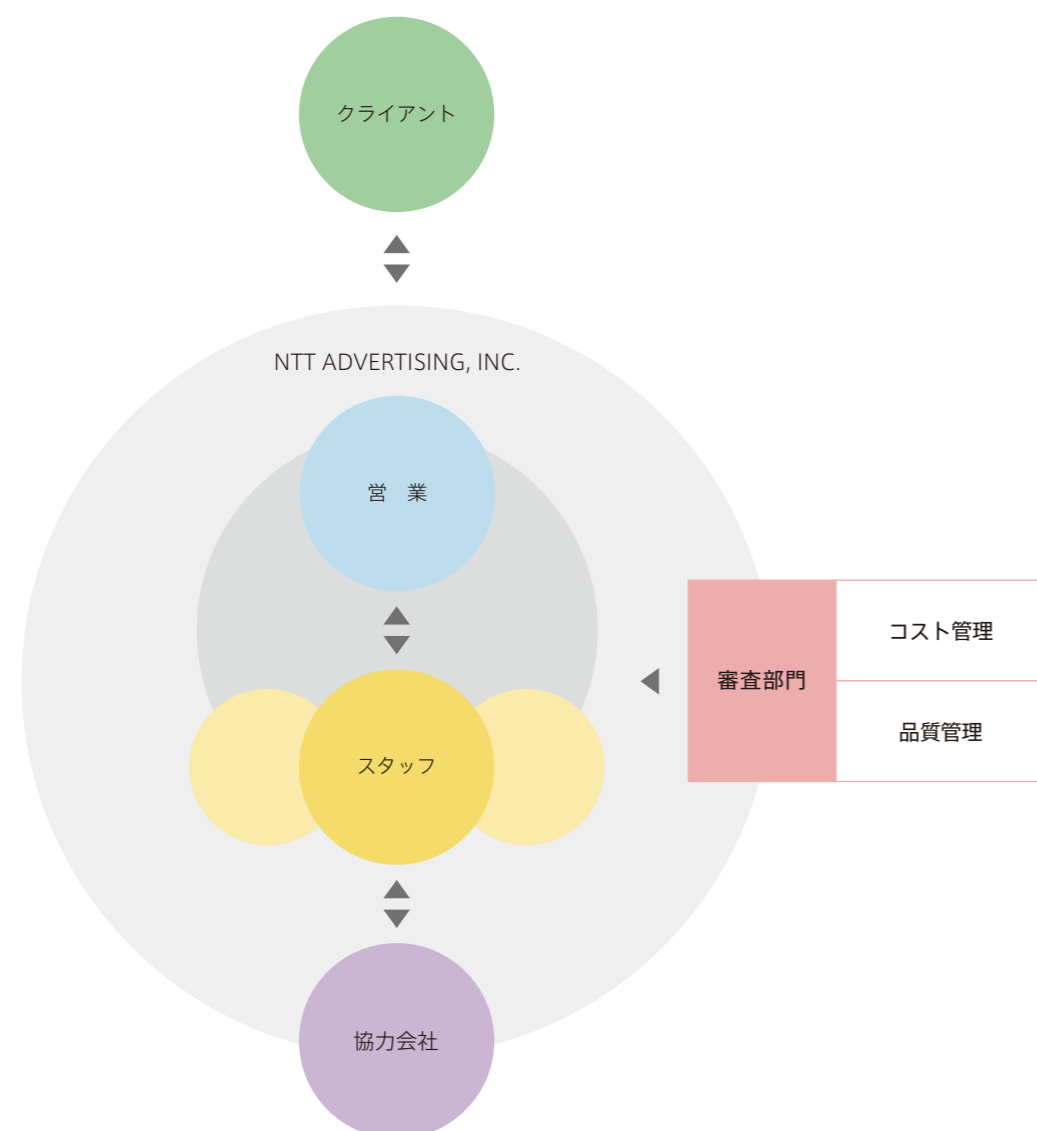 クライアント
NTT ADVERTISING, INC.
営　業
スタッフ
協力会社
審査部門
コスト管理
品質管理